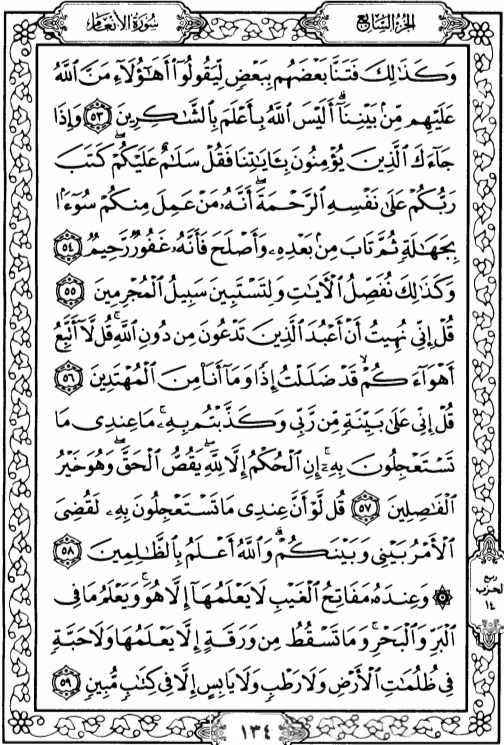 الجزء السابع
سورة الأنعام
وَكَذَٰلِكَ فَتَنَّا بَعْضَهُم بِبَعْضٍ لِّيَقُولُوٓا۟ أَهَٰٓؤُلَآءِ مَنَّ ٱللَّهُ
عَلَيْهِم مِّنۢ بَيْنِنَآ ۗ أَلَيْسَ ٱللَّهُ بِأَعْلَمَ بِٱلشَّٰكِرِينَ ٥٣ وَإِذَا
جَآءَكَ ٱلَّذِينَ يُؤْمِنُونَ بِـَٔايَٰتِنَا فَقُلْ سَلَٰمٌ عَلَيْكُمْ ۖ كَتَبَ
رَبُّكُمْ عَلَىٰ نَفْسِهِ ٱلرَّحْمَةَ ۖ أَنَّهُۥ مَنْ عَمِلَ مِنكُمْ سُوٓءًۢا
بِجَهَٰلَةٍ ثُمَّ تَابَ مِنۢ بَعْدِهِۦ وَأَصْلَحَ فَأَنَّهُۥ غَفُورٌ رَّحِيمٌ ٥٤
وَكَذَٰلِكَ نُفَصِّلُ ٱلْـَٔايَٰتِ وَلِتَسْتَبِينَ سَبِيلُ ٱلْمُجْرِمِينَ ٥٥
قُلْ إِنِّى نُهِيتُ أَنْ أَعْبُدَ ٱلَّذِينَ تَدْعُونَ مِن دُونِ ٱللَّهِ ۚ قُل لَّآ أَتَّبِعُ
أَهْوَآءَكُمْ ۙ قَدْ ضَلَلْتُ إِذًا وَمَآ أَنَا۠ مِنَ ٱلْمُهْتَدِينَ ٥٦
قُلْ إِنِّى عَلَىٰ بَيِّنَةٍ مِّن رَّبِّى وَكَذَّبْتُم بِهِۦ ۚ مَا عِندِى مَا
تَسْتَعْجِلُونَ بِهِۦٓ ۚ إِنِ ٱلْحُكْمُ إِلَّا لِلَّهِ ۖ يَقُصُّ ٱلْحَقَّ ۖ وَهُوَ خَيْرُ
ٱلْفَٰصِلِينَ ٥٧ قُل لَّوْ أَنَّ عِندِى مَا تَسْتَعْجِلُونَ بِهِۦ لَقُضِىَ
ٱلْأَمْرُ بَيْنِى وَبَيْنَكُمْ ۗ وَٱللَّهُ أَعْلَمُ بِٱلظَّٰلِمِينَ ٥٨
۞ وَعِندَهُۥ مَفَاتِحُ ٱلْغَيْبِ لَا يَعْلَمُهَآ إِلَّا هُوَ ۚ وَيَعْلَمُ مَا فِى
ٱلْبَرِّ وَٱلْبَحْرِ ۚ وَمَا تَسْقُطُ مِن وَرَقَةٍ إِلَّا يَعْلَمُهَا وَلَا حَبَّةٍ
فِى ظُلُمَٰتِ ٱلْأَرْضِ وَلَا رَطْبٍ وَلَا يَابِسٍ إِلَّا فِى كِتَٰبٍ مُّبِينٍ ٥٩
ربع
الحزب
١٤
١٣٤